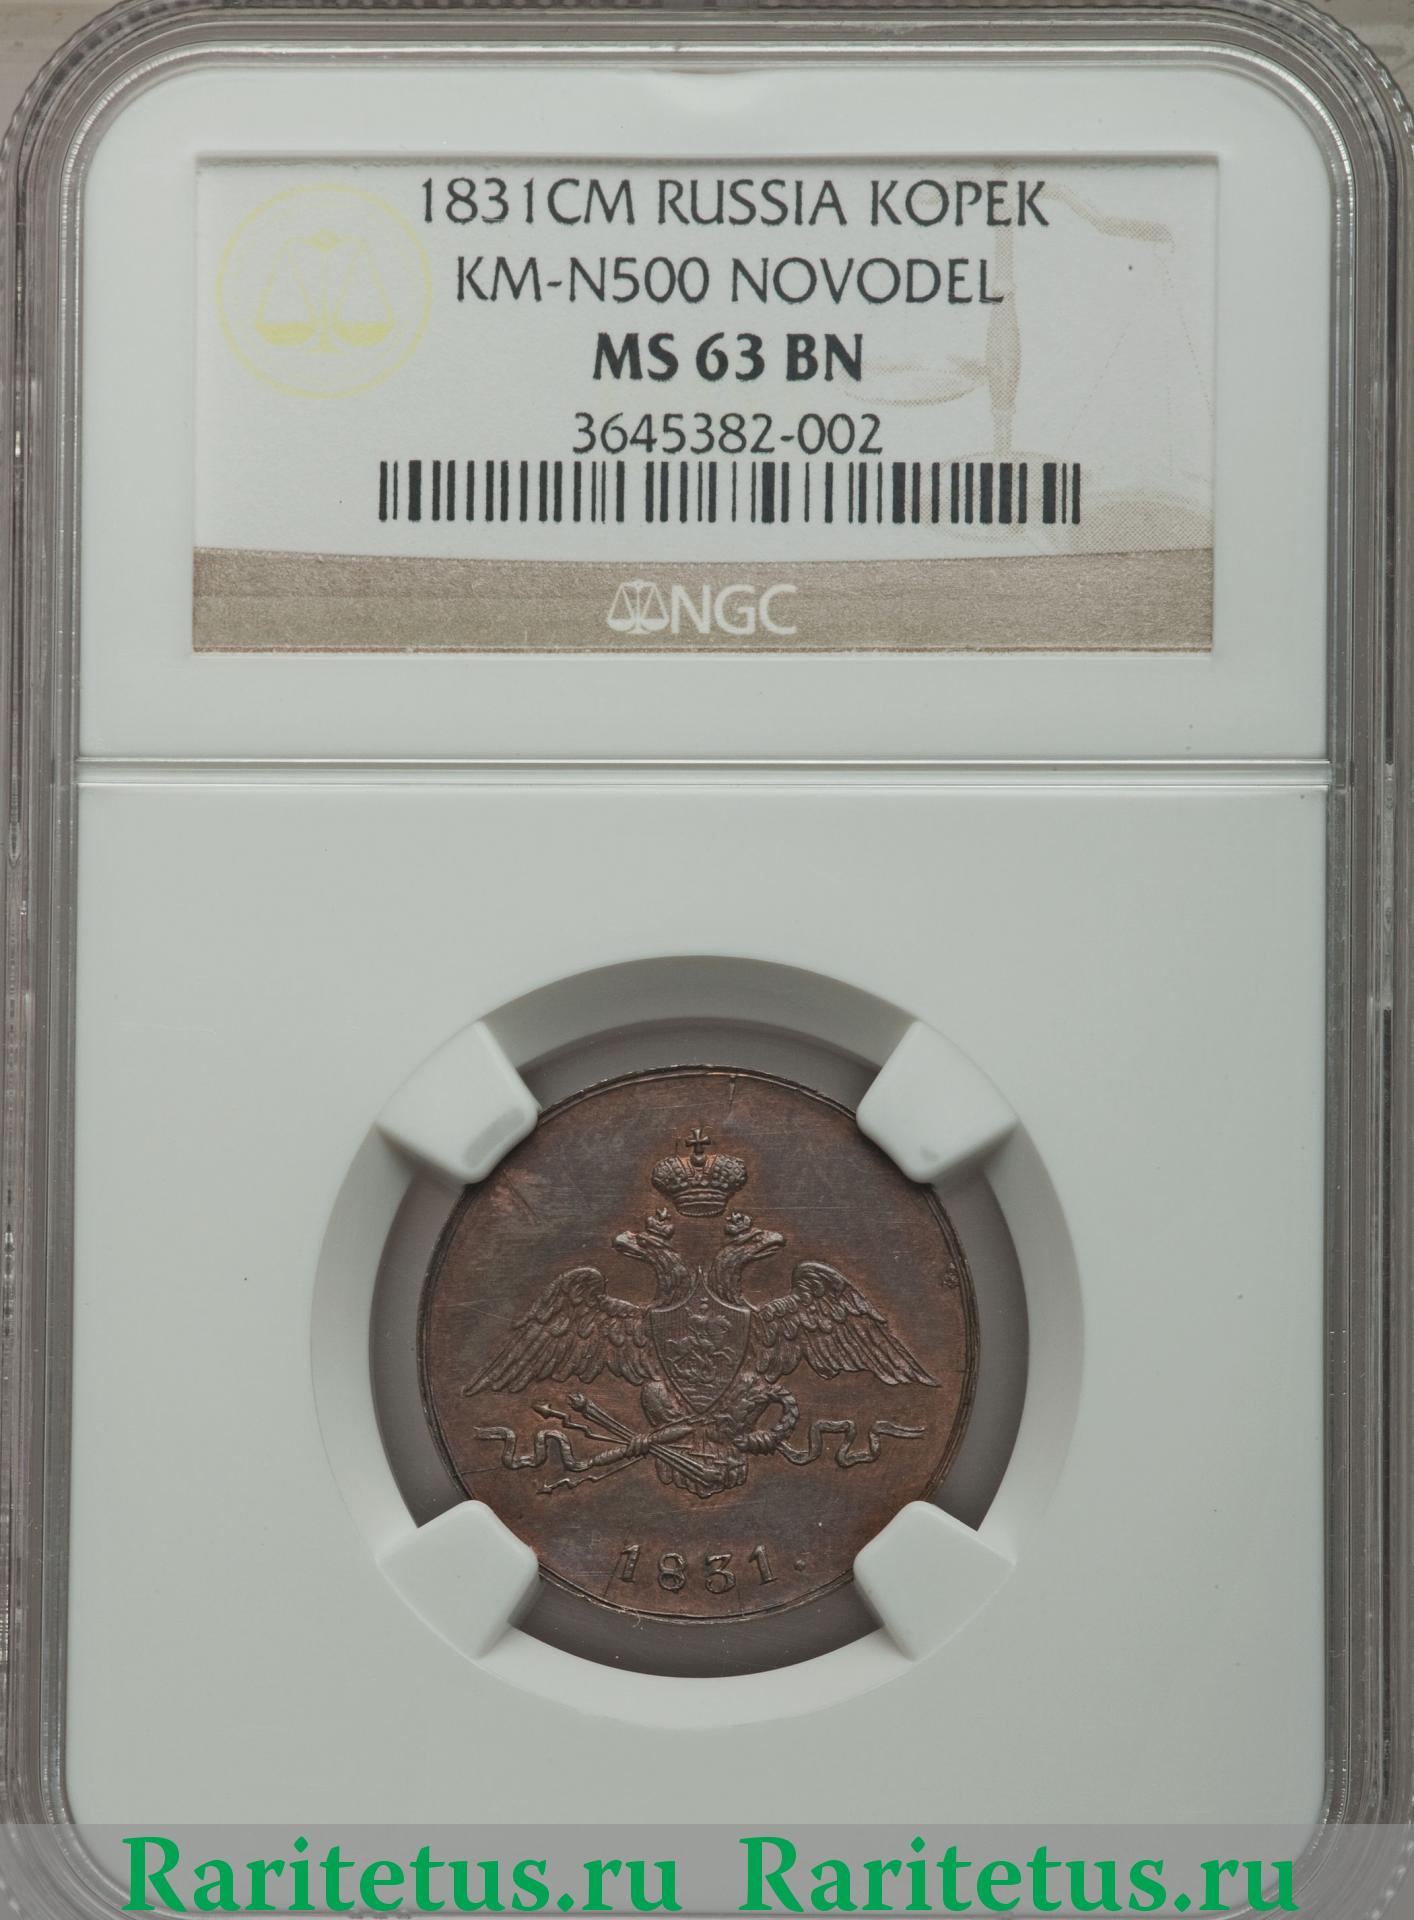 1831CM RUSSIA KOPEK
KM-N500 NOVODEL
MS 63 BN
3645382-002
NGC
1831.
Raritetus.ru Raritetus.ru